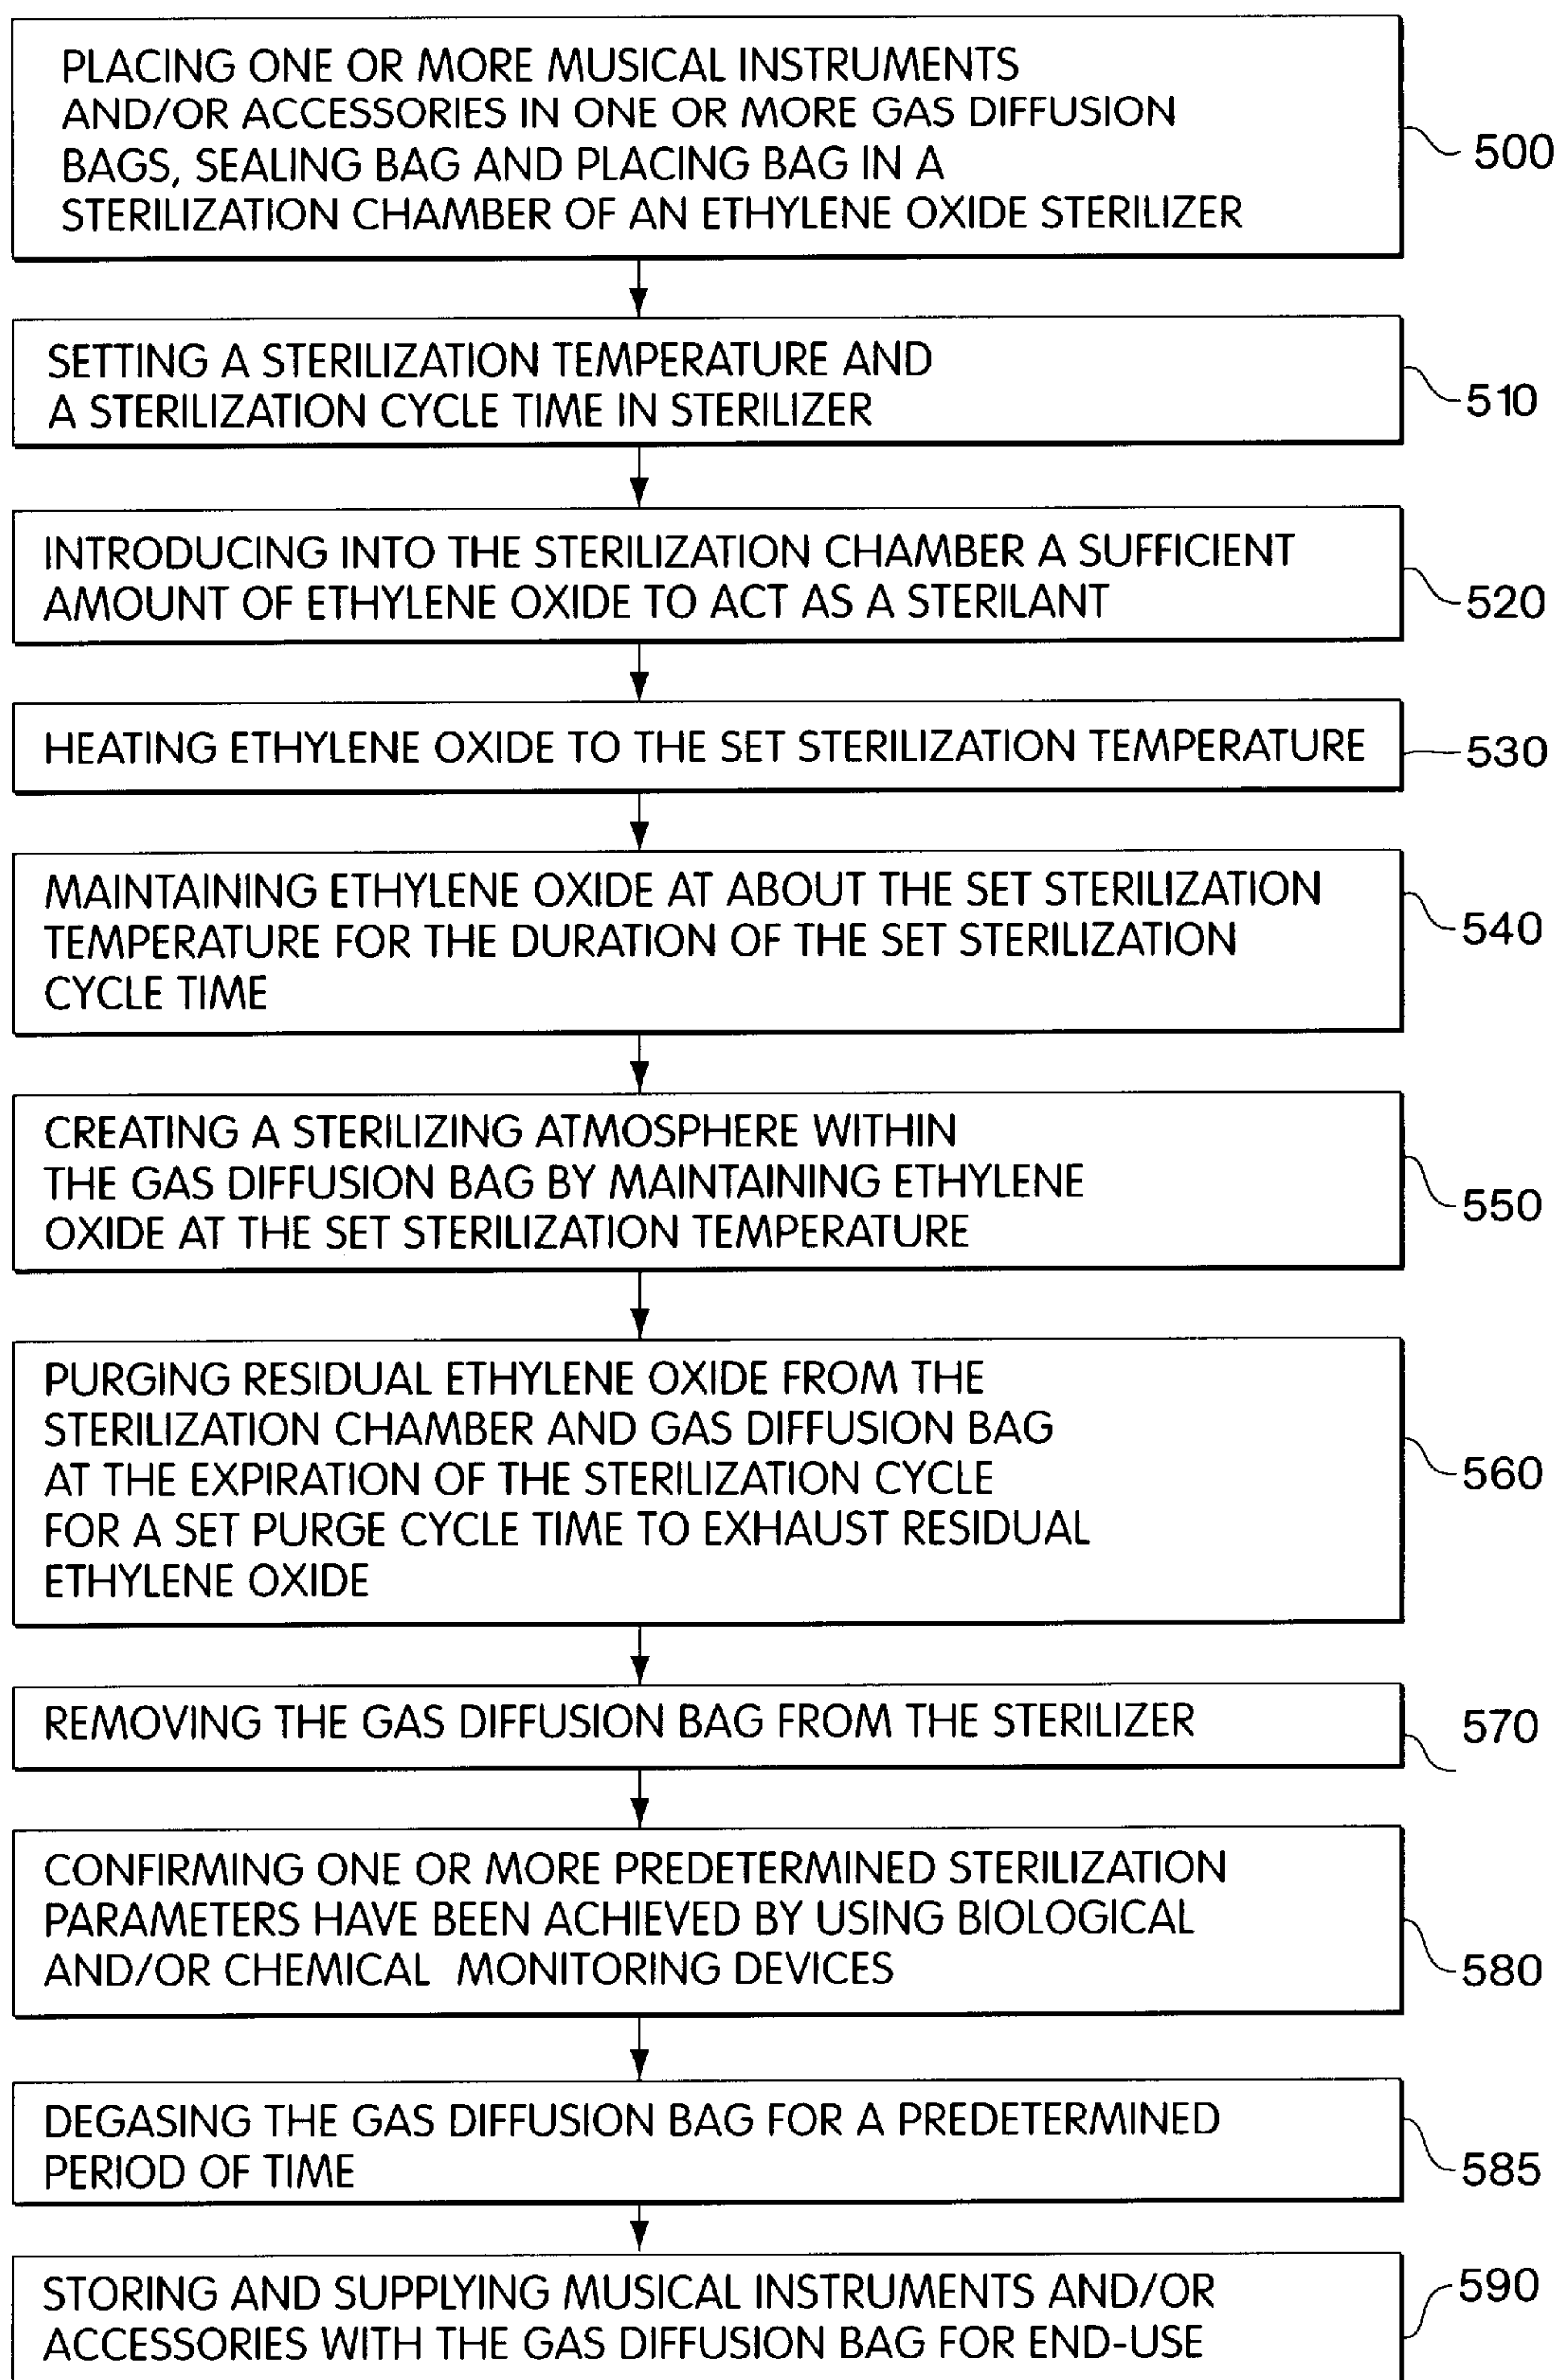 PLACING ONE OR MORE MUSICAL INSTRUMENTS
AND/OR ACCESSORIES IN ONE OR MORE GAS DIFFUSION
BAGS, SEALING BAG AND PLACING BAG IN A
STERILIZATION CHAMBER OF AN ETHYLENE OXIDE STERILIZER
500
SETTING A STERILIZATION TEMPERATURE AND
A STERILIZATION CYCLE TIME IN STERILIZER
510
INTRODUCING INTO THE STERILIZATION CHAMBER A SUFFICIENT
AMOUNT OF ETHYLENE OXIDE TO ACT AS A STERILANT
520
HEATING ETHYLENE OXIDE TO THE SET STERILIZATION TEMPERATURE
530
MAINTAINING ETHYLENE OXIDE AT ABOUT THE SET STERILIZATION
TEMPERATURE FOR THE DURATION OF THE SET STERILIZATION
CYCLE TIME
540
CREATING A STERILIZING ATMOSPHERE WITHIN
THE GAS DIFFUSION BAG BY MAINTAINING ETHYLENE
OXIDE AT THE SET STERILIZATION TEMPERATURE
550
PURGING RESIDUAL ETHYLENE OXIDE FROM THE
STERILIZATION CHAMBER AND GAS DIFFUSION BAG
AT THE EXPIRATION OF THE STERILIZATION CYCLE
FOR A SET PURGE CYCLE TIME TO EXHAUST RESIDUAL
ETHYLENE OXIDE
560
REMOVING THE GAS DIFFUSION BAG FROM THE STERILIZER
570
CONFIRMING ONE OR MORE PREDETERMINED STERILIZATION
PARAMETERS HAVE BEEN ACHIEVED BY USING BIOLOGICAL
AND/OR CHEMICAL MONITORING DEVICES
580
DEGASING THE GAS DIFFUSION BAG FOR A PREDETERMINED
PERIOD OF TIME
585
STORING AND SUPPLYING MUSICAL INSTRUMENTS AND/OR
ACCESSORIES WITH THE GAS DIFFUSION BAG FOR END-USE
590